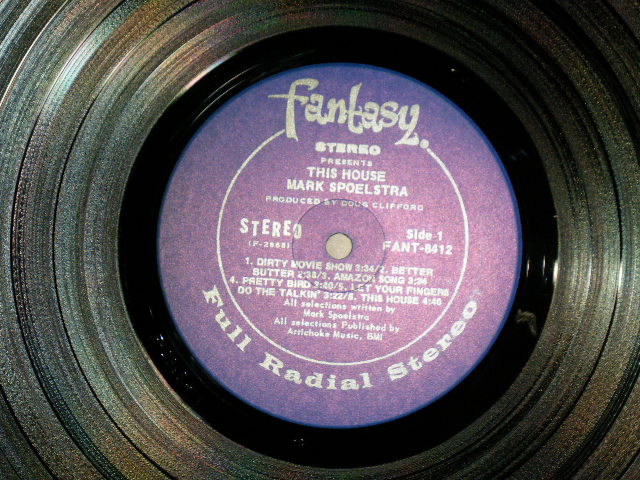 fantasy.
STEREO
PRESENTS
THIS HOUSE
MARK SPOELSTRA
PRODUCED BY DOUG CLIFFORD
STEREO
(F-2668)
Side 1
FANT-8412
1. DIRTY MOVIE SHOW 3:34/2. BETTER
BUTTER 2:38/3. AMAZON SONG 3:34
4. PRETTY BIRD 3:40/5. LET YOUR FINGERS
DO THE TALKIN' 3:22/6. THIS HOUSE 4:40
All selections written by
Mark Spoelstra
All selections Published by
Artichoke Music, BMI
Full Radial Stereo